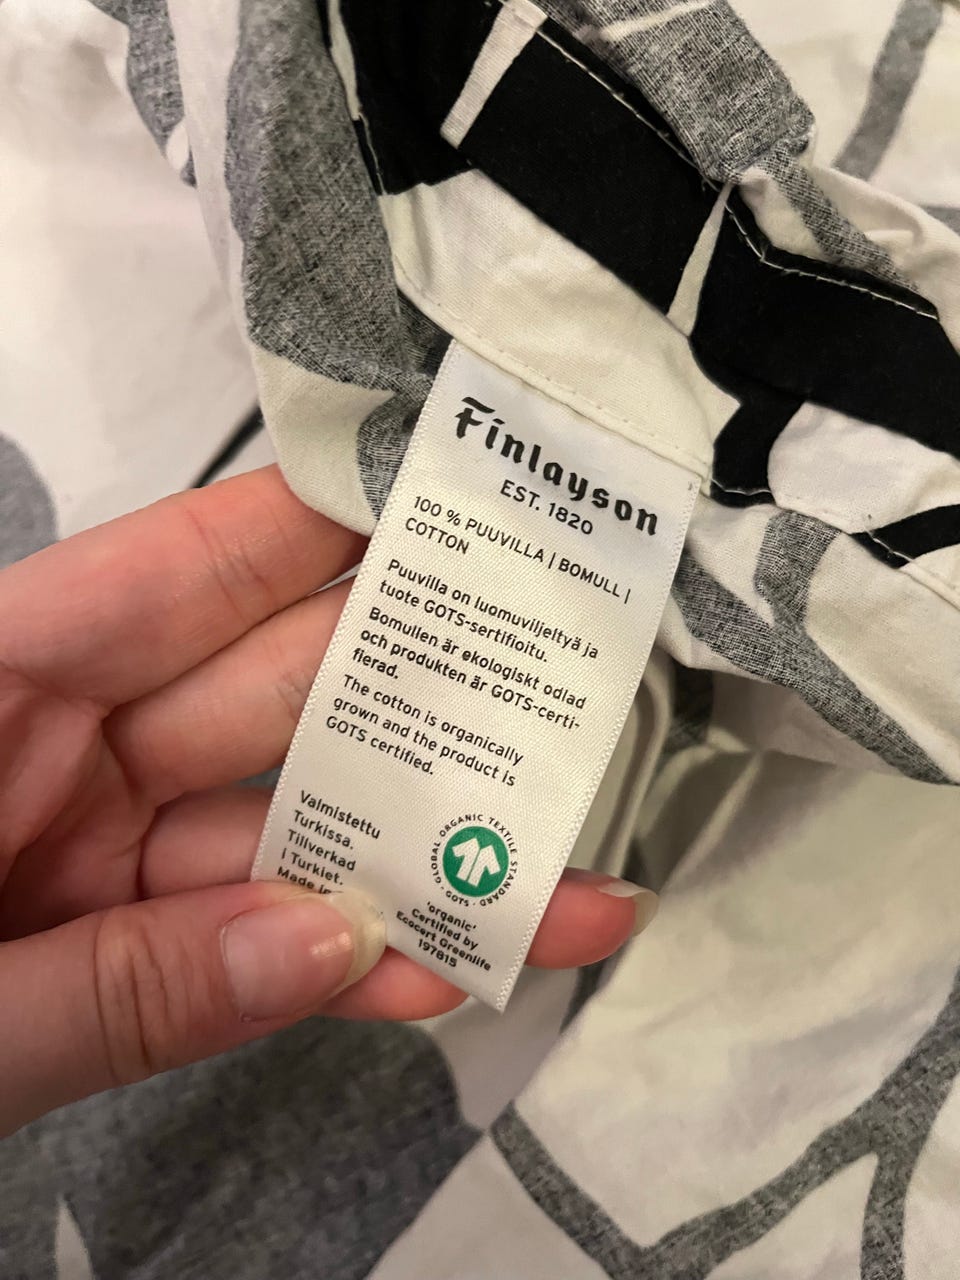 Finlayson
EST. 1820
100 % PUUVILLA | BOMULL |
COTTON
Puuvilla on luomuviljeltyä ja
tuote GOTS-sertifioitu.
Bomullen är ekologiskt odlad
och produkten är GOTS-certi-
fierad.
The cotton is organically
grown and the product is
GOTS certified.
Valmistettu
Turkissa.
Tillverkad
i Turkiet.
Made in
GLOBAL ORGANIC TEXTILE STANDARD
· GOTS ·
'organic'
Certified by
Ecocert Greenlife
197815